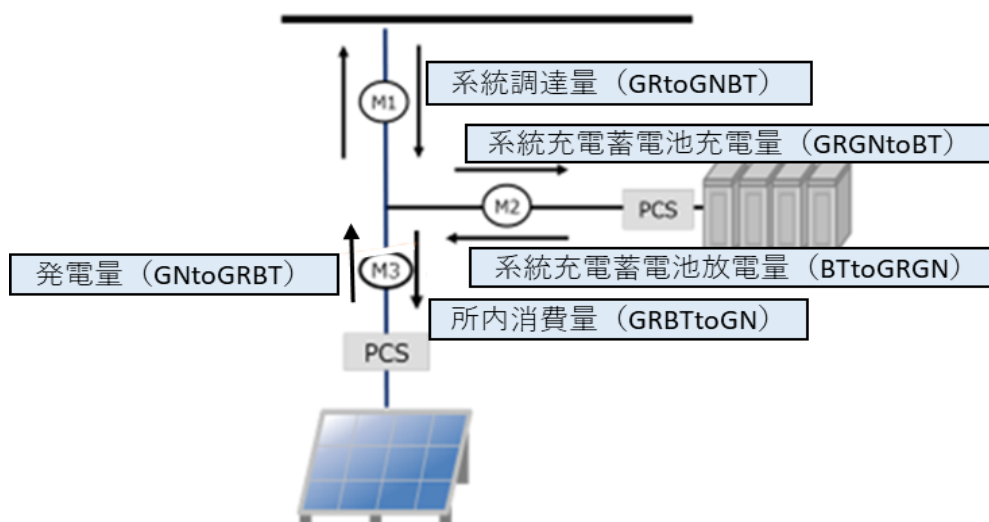 M1
系統調達量（GRtoGNBT）
系統充電蓄電池充電量（GRGNtoBT）
M2
PCS
発電量（GNtoGRBT）
M3
系統充電蓄電池放電量（BTtoGRGN）
所内消費量（GRBTtoGN）
PCS